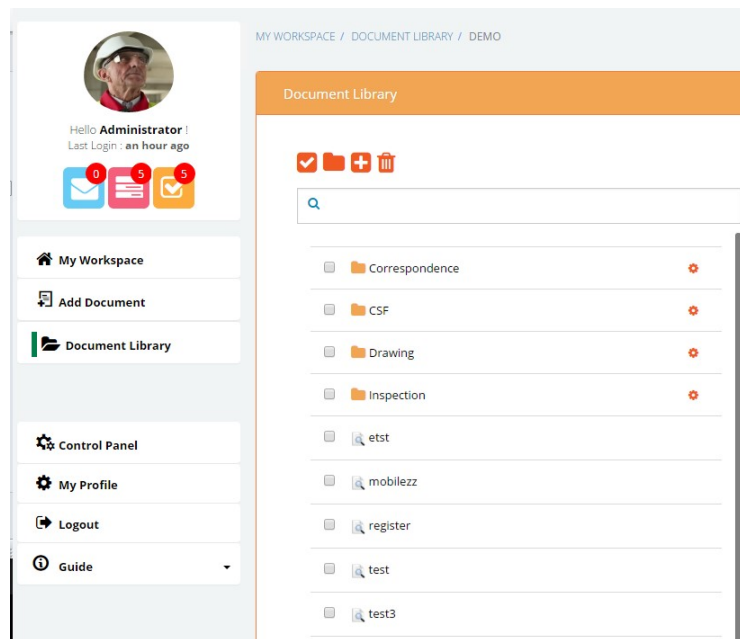 MY WORKSPACE / DOCUMENT LIBRARY / DEMO
Document Library
Hello Administrator !
Last Login : an hour ago
0
5
5
My Workspace
Add Document
Document Library
Control Panel
My Profile
Logout
Guide
Correspondence
CSF
Drawing
Inspection
etst
mobilezz
register
test
test3